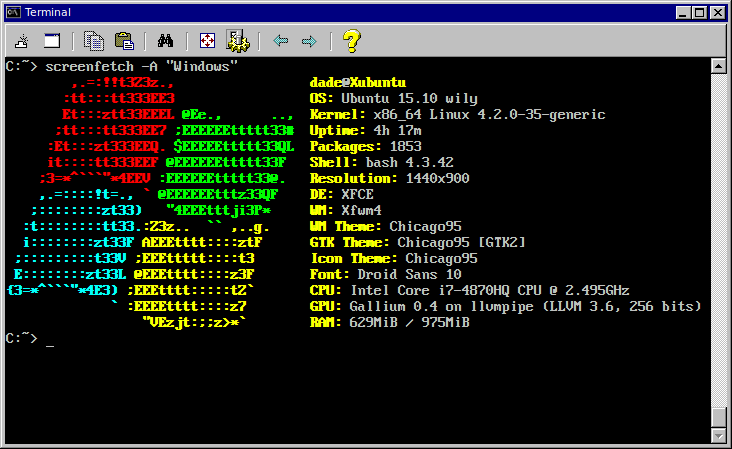 Terminal
C:~> screenfetch -A "Windows"
        ,.=:!!t3Z3z.,                  dade@Xubuntu
       :tt:::tt333EE3                  OS: Ubuntu 15.10 wily
       Et:::ztt33EEEL @Ee.,      ..,   Kernel: x86_64 Linux 4.2.0-35-generic
      ;tt:::tt333EE7 ;EEEEEEttttt33#   Uptime: 4h 17m
     :Et:::zt333EEQ. $EEEEEttttt33QL   Packages: 1853
     it::::tt333EEF @EEEEEEttttt33F    Shell: bash 4.3.42
    ;3=*^```"*4EEV :EEEEEEttttt33@.    Resolution: 1440x900
    ,.=::::!t=., ` @EEEEEEtttz33QF     DE: XFCE
   ;::::::::zt33)   "4EEEtttji3P*      WM: Xfwm4
  :t::::::::tt33.:Z3z..  `` ,..g.      WM Theme: Chicago95
  i::::::::zt33F AEEEtttt::::ztF       GTK Theme: Chicago95 [GTK2]
 ;:::::::::t33V ;EEEttttt::::t3        Icon Theme: Chicago95
 E::::::::zt33L @EEEtttt::::z3F        Font: Droid Sans 10
{3=*^```"*4E3) ;EEEtttt:::::tZ`        CPU: Intel Core i7-4870HQ CPU @ 2.495GHz
             ` :EEEEtttt::::z7         GPU: Gallium 0.4 on llvmpipe (LLVM 3.6, 256 bits)
                 "VEzjt:;;z>*`         RAM: 629MiB / 975MiB
C:~> _